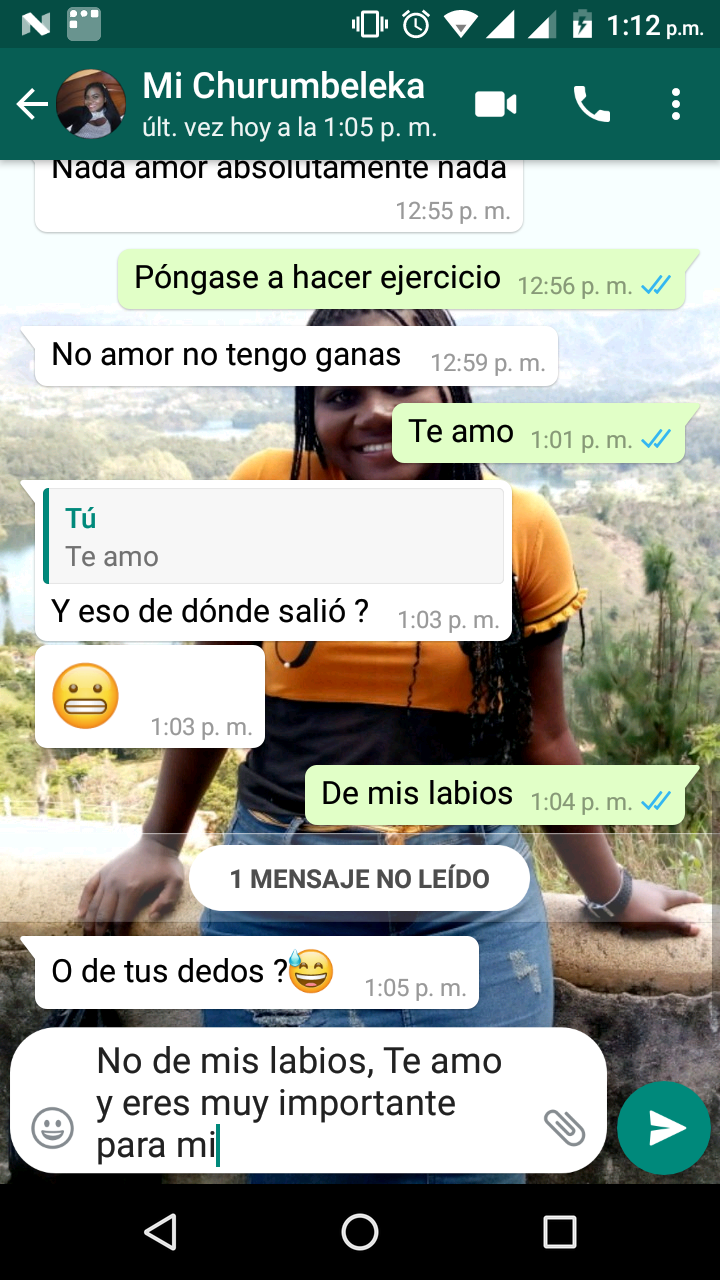 1:12 p.m.
Mi Churumbeleka
últ. vez hoy a la 1:05 p. m.
Nada amor absolutamente nada
12:55 p. m.
Póngase a hacer ejercicio 12:56 p. m.
No amor no tengo ganas 12:59 p. m.
Te amo 1:01 p. m.
Tú
Te amo
Y eso de dónde salió ? 1:03 p. m.
1:03 p. m.
De mis labios 1:04 p. m.
1 MENSAJE NO LEÍDO
O de tus dedos ?😅 1:05 p. m.
No de mis labios, Te amo
y eres muy importante
para mi